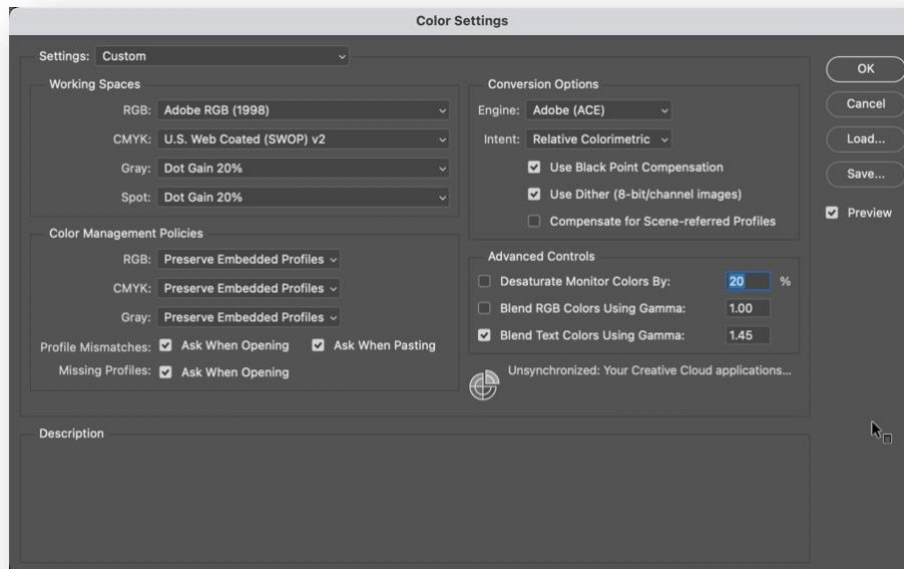 Color Settings
Settings: Custom
Working Spaces
RGB: Adobe RGB (1998)
CMYK: U.S. Web Coated (SWOP) v2
Gray: Dot Gain 20%
Spot: Dot Gain 20%
Color Management Policies
RGB: Preserve Embedded Profiles
CMYK: Preserve Embedded Profiles
Gray: Preserve Embedded Profiles
Profile Mismatches: Ask When Opening Ask When Pasting
Missing Profiles: Ask When Opening
Conversion Options
Engine: Adobe (ACE)
Intent: Relative Colorimetric
Use Black Point Compensation
Use Dither (8-bit/channel images)
Compensate for Scene-referred Profiles
Advanced Controls
Desaturate Monitor Colors By: 20 %
Blend RGB Colors Using Gamma: 1.00
Blend Text Colors Using Gamma: 1.45
Unsynchronized: Your Creative Cloud applications...
OK
Cancel
Load...
Save...
Preview
Description